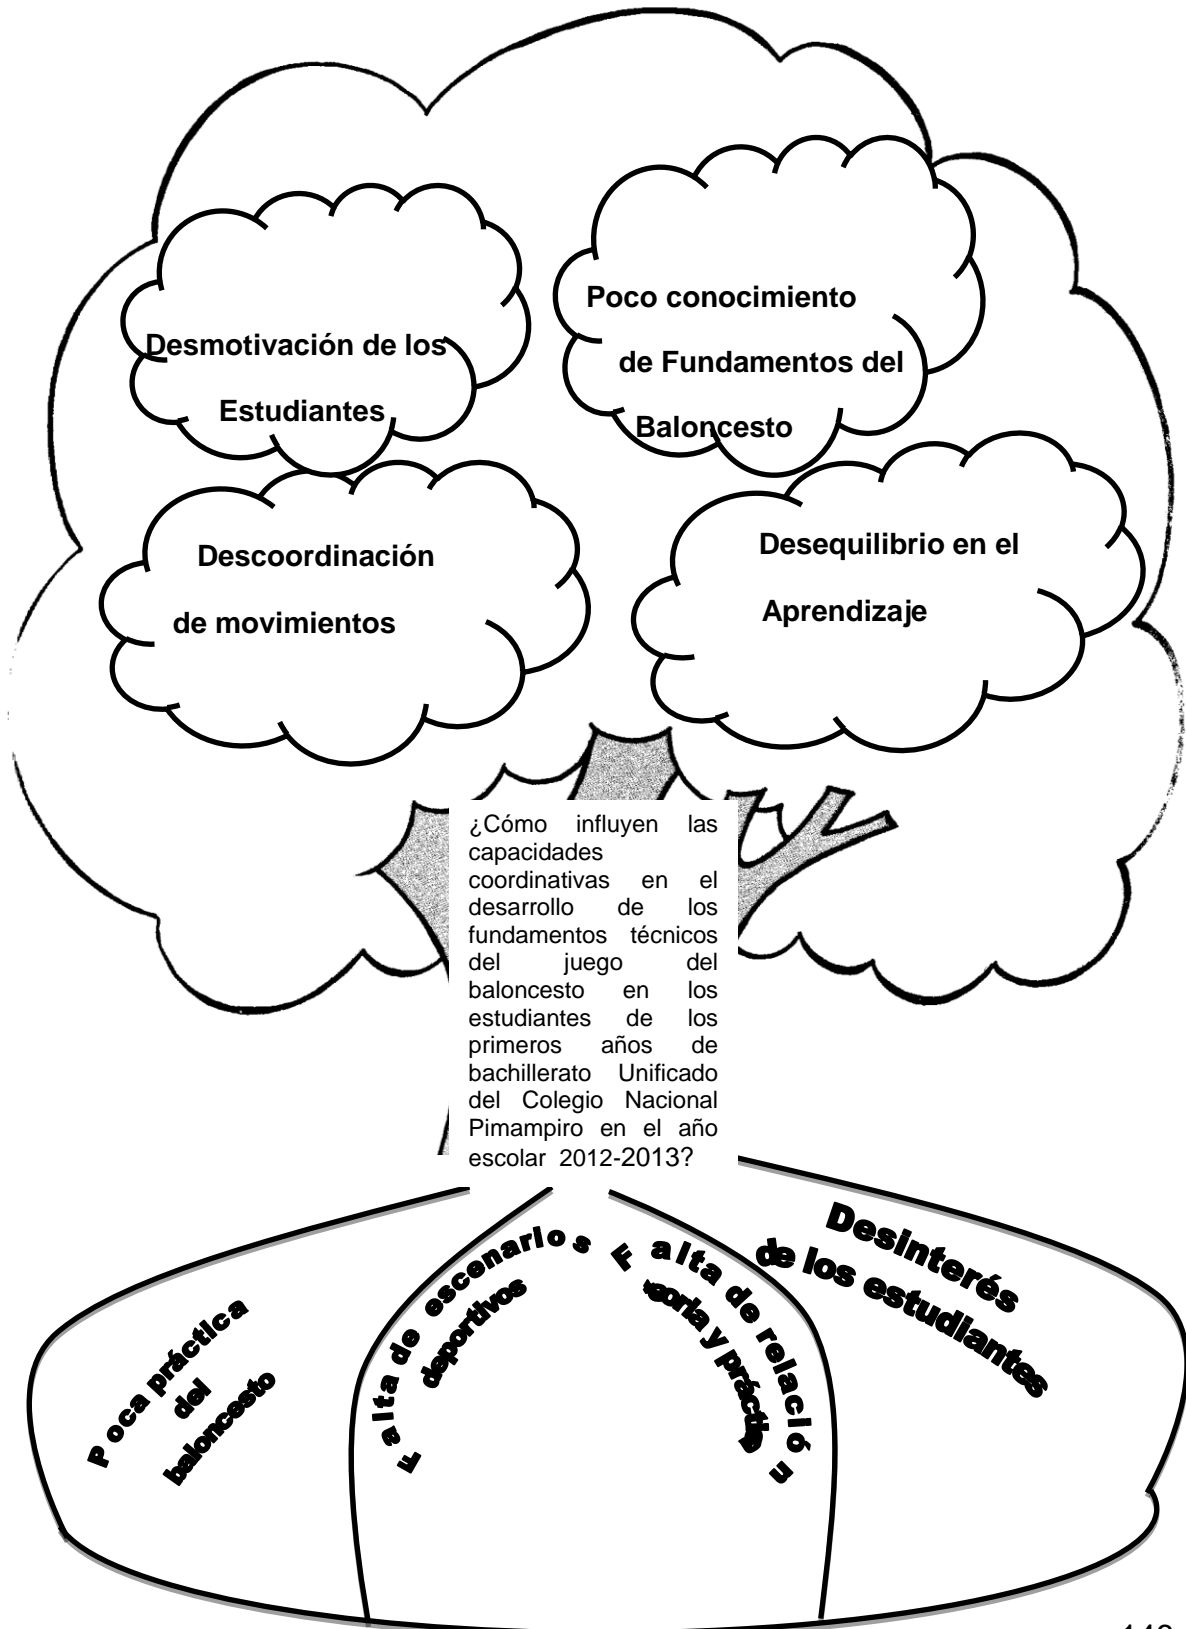 Desmotivación de los
Estudiantes
Poco conocimiento
de Fundamentos del
Baloncesto
Descoordinación
de movimientos
Desequilibrio en el
Aprendizaje
¿Cómo influyen las
capacidades
coordinativas en el
desarrollo de los
fundamentos técnicos
del juego del
baloncesto en los
estudiantes de los
primeros años de
bachillerato Unificado
del Colegio Nacional
Pimampiro en el año
escolar 2012-2013?
Poca práctica
del
baloncesto
Falta de escenarios
deportivos
Falta de relación
teoría y práctica
Desinterés
de los estudiantes